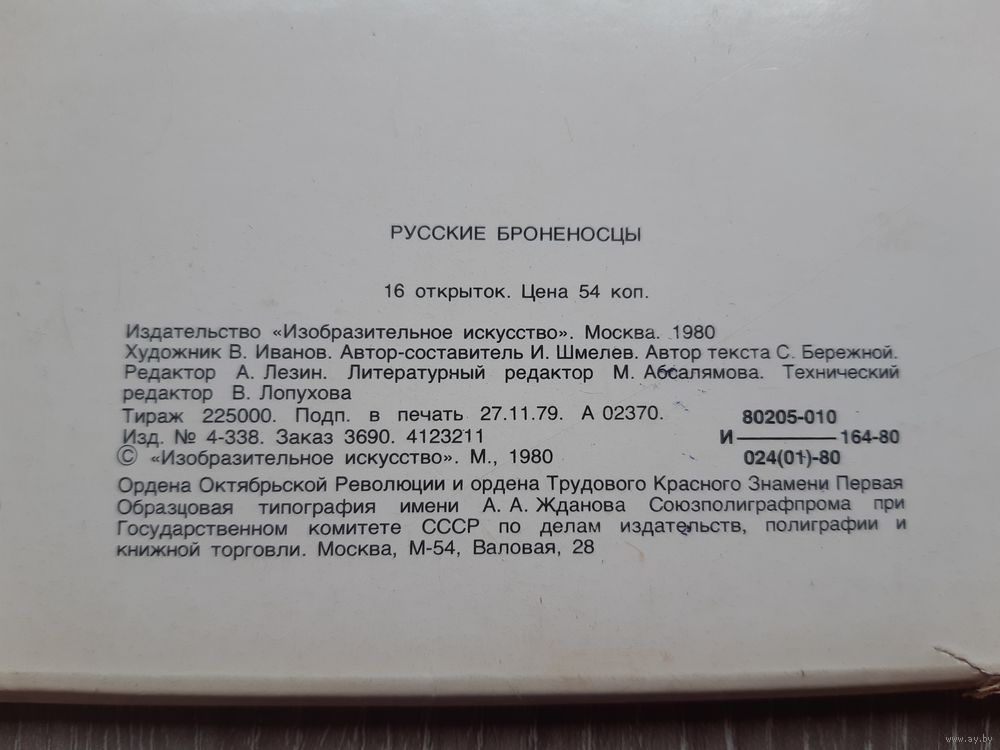 РУССКИЕ БРОНЕНОСЦЫ
16 открыток. Цена 54 коп.
Издательство «Изобразительное искусство». Москва. 1980
Художник В. Иванов. Автор-составитель И. Шмелев. Автор текста С. Бережной.
Редактор А. Лезин. Литературный редактор М. Абсалямова. Технический
редактор В. Лопухова
Тираж 225000. Подп. в печать 27.11.79. А 02370.
Изд. № 4-338. Заказ 3690. 4123211
© «Изобразительное искусство». М., 1980
80205-010
И 164-80
024(01)-80
Ордена Октябрьской Революции и ордена Трудового Красного Знамени Первая
Образцовая типография имени А. А. Жданова Союзполиграфпрома при
Государственном комитете СССР по делам издательств, полиграфии и
книжной торговли. Москва, М-54, Валовая, 28
www.ay.by